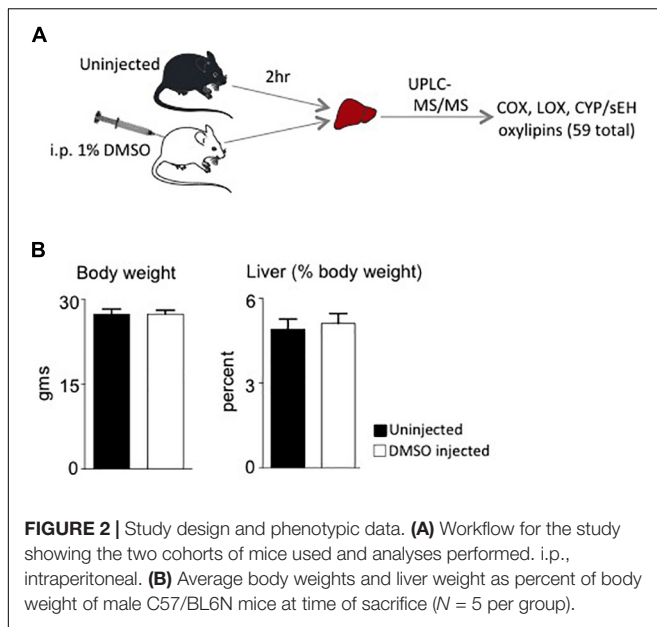 A
Uninjected
2hr
i.p. 1% DMSO
UPLC-
MS/MS
COX, LOX, CYP/sEH
oxylipins (59 total)
B
Body weight
30
15
0
gms
Liver (% body weight)
6
3
0
percent
Uninjected
DMSO injected
FIGURE 2 | Study design and phenotypic data. (A) Workflow for the study
showing the two cohorts of mice used and analyses performed. i.p.,
intraperitoneal. (B) Average body weights and liver weight as percent of body
weight of male C57/BL6N mice at time of sacrifice (N = 5 per group).